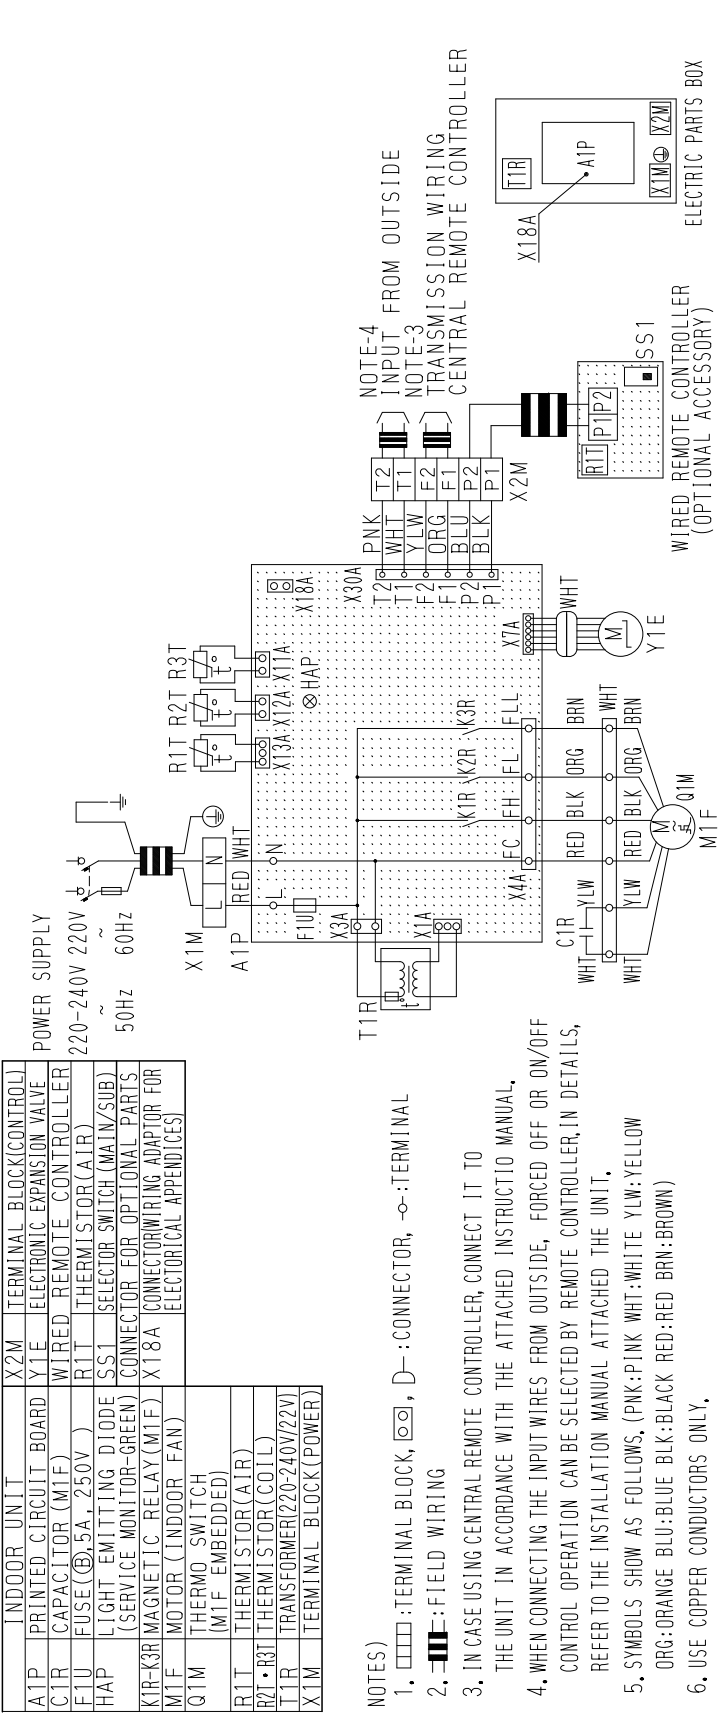 INDOOR UNIT
A1P PRINTED CIRCUIT BOARD
C1R CAPACITOR(M1F)
F1U FUSE(Ⓑ,5A, 250V )
HAP LIGHT EMITTING DIODE
(SERVICE MONITOR-GREEN)
K1R-K3R MAGNETIC RELAY(M1F)
M1F MOTOR(INDOOR FAN)
Q1M THERMO SWITCH
(M1F EMBEDDED)
R1T THERMISTOR(AIR)
R2T・R3T THERMISTOR(COIL)
T1R TRANSFORMER(220-240V/22V)
X1M TERMINAL BLOCK(POWER)
X2M TERMINAL BLOCK(CONTROL)
Y1E ELECTRONIC EXPANSION VALVE
WIRED REMOTE CONTROLLER
R1T THERMISTOR(AIR)
SS1 SELECTOR SWITCH(MAIN/SUB)
CONNECTOR FOR OPTIONAL PARTS
X18A CONNECTOR(WIRING ADAPTOR FOR
ELECTORICAL APPENDICES)
POWER SUPPLY
220-240V 220V
~ ~
50Hz 60Hz
X1M
L N
A1P
RED WHT
L N
F1U
X3A
X1A
T1R
t°
R1T R2T R3T
t° t° t°
X13A X12A X11A
HAP
X18A
X30A
T2 T1 F2 F1 P2 P1
PNK WHT YLW ORG BLU BLK
T2 T1 F2 F1 P2 P1
X2M
NOTE-4
INPUT FROM OUTSIDE
NOTE-3
TRANSMISSION WIRING
CENTRAL REMOTE CONTROLLER
K1R K2R K3R
X4A
FC FH FL FLL
RED BLK ORG BRN
WHT C1R YLW
WHT
WHT YLW RED BLK ORG BRN
M
~
Q1M
M1F
X7A
WHT
M
Y1E
R1T
P1 P2
SS1
WIRED REMOTE CONTROLLER
(OPTIONAL ACCESSORY)
T1R
A1P
X18A
X1M X2M
ELECTRIC PARTS BOX
NOTES)
1. :TERMINAL BLOCK, , :CONNECTOR, :TERMINAL
2. :FIELD WIRING
3. IN CASE USING CENTRAL REMOTE CONTROLLER,CONNECT IT TO
THE UNIT IN ACCORDANCE WITH THE ATTACHED INSTRUCTIO MANUAL.
4. WHEN CONNECTING THE INPUT WIRES FROM OUTSIDE, FORCED OFF OR ON/OFF
CONTROL OPERATION CAN BE SELECTED BY REMOTE CONTROLLER,IN DETAILS,
REFER TO THE INSTALLATION MANUAL ATTACHED THE UNIT.
5. SYMBOLS SHOW AS FOLLOWS.(PNK:PINK WHT:WHITE YLW:YELLOW
ORG:ORANGE BLU:BLUE BLK:BLACK RED:RED BRN:BROWN)
6. USE COPPER CONDUCTORS ONLY.